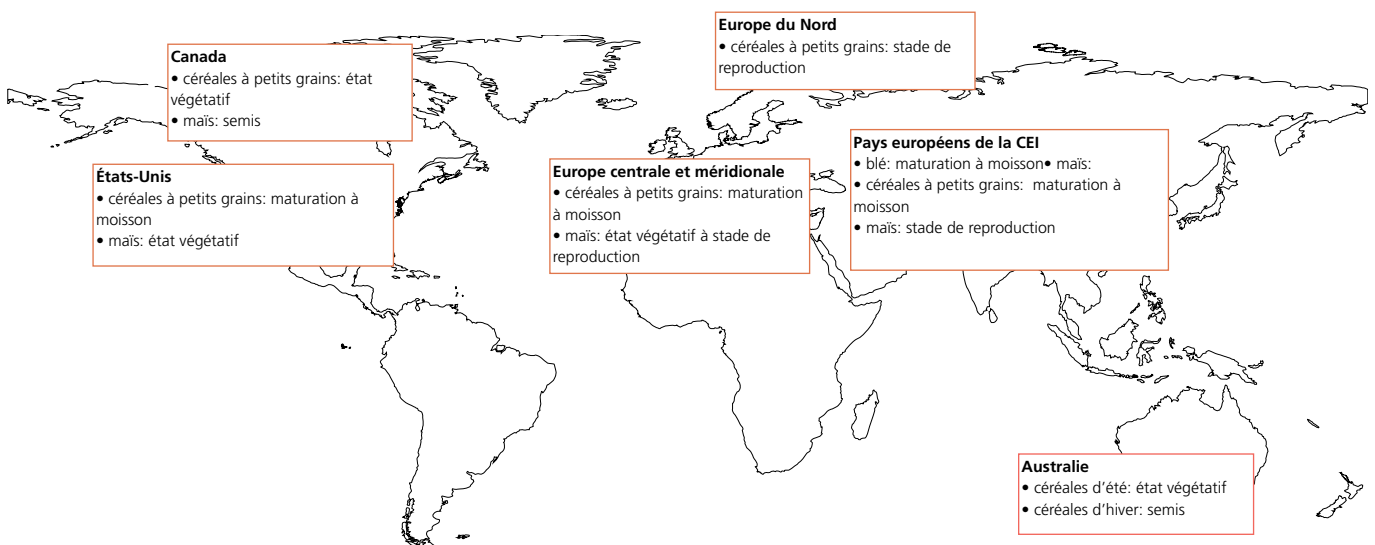 Europe du Nord
• céréales à petits grains: stade de
reproduction
Canada
• céréales à petits grains: état
végétatif
• maïs: semis
Pays européens de la CEI
• blé: maturation à moisson• maïs:
• céréales à petits grains:  maturation à
moisson
• maïs: stade de reproduction
États-Unis
• céréales à petits grains: maturation à
moisson
• maïs: état végétatif
Europe centrale et méridionale
• céréales à petits grains: maturation
à moisson
• maïs: état végétatif à stade de
reproduction
Australie
• céréales d'été: état végétatif
• céréales d'hiver: semis